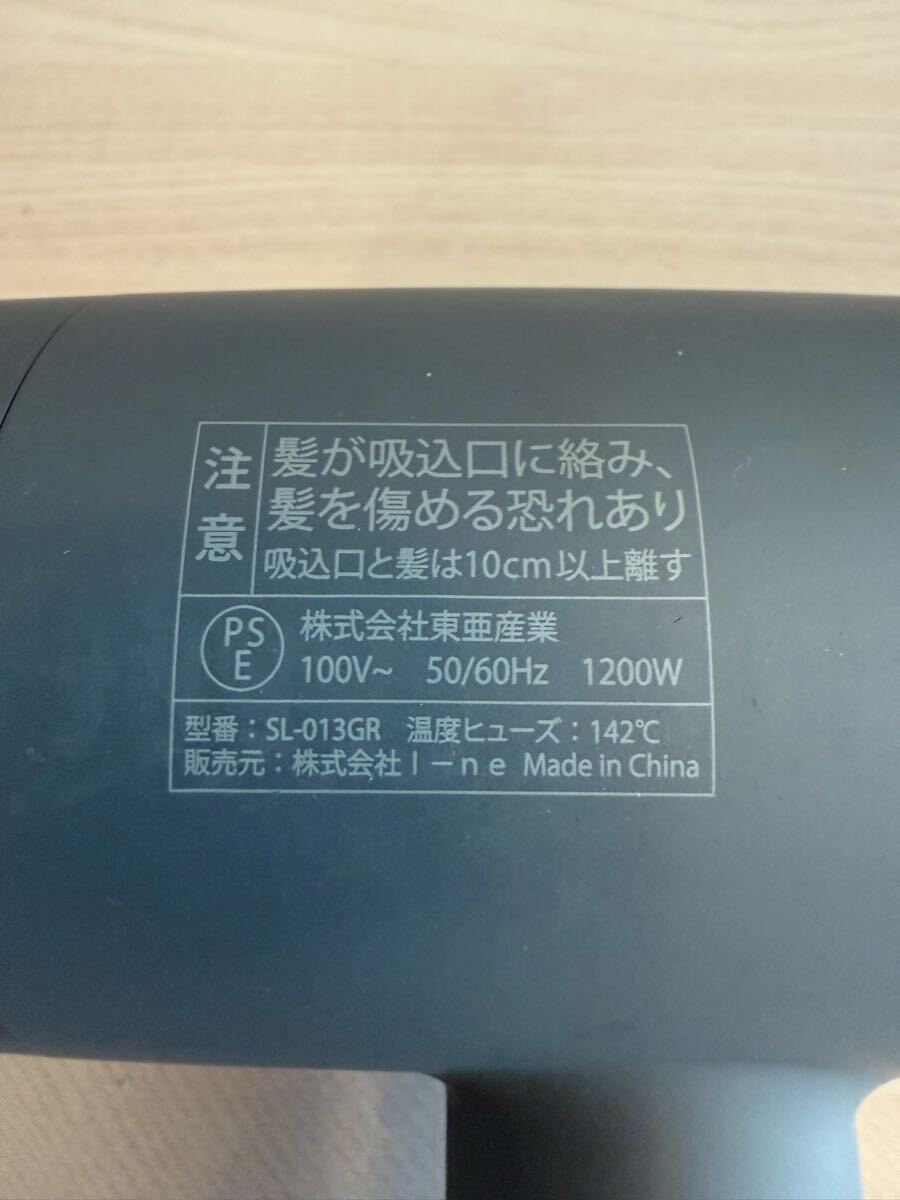 注意
髪が吸込口に絡み、
髪を傷める恐れあり
吸込口と髪は10cm以上離す
PSE
株式会社東亜産業
100V~ 50/60Hz 1200W
型番：SL-013GR 温度ヒューズ：142℃
販売元：株式会社Ｉ－ｎｅ Made in China